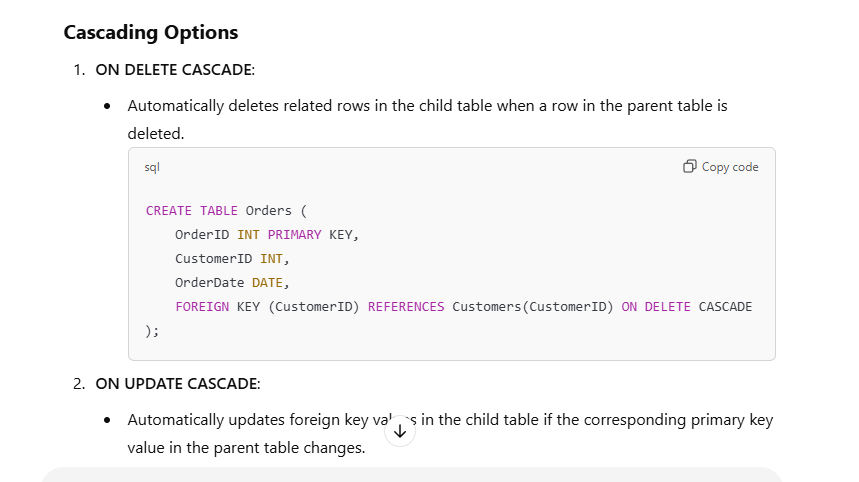 Cascading Options
1. ON DELETE CASCADE:
• Automatically deletes related rows in the child table when a row in the parent table is
deleted.
sql
Copy code
CREATE TABLE Orders (
    OrderID INT PRIMARY KEY,
    CustomerID INT,
    OrderDate DATE,
    FOREIGN KEY (CustomerID) REFERENCES Customers(CustomerID) ON DELETE CASCADE
);
2. ON UPDATE CASCADE:
• Automatically updates foreign key values in the child table if the corresponding primary key
value in the parent table changes.